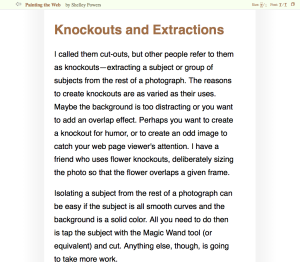 Painting the Web by Shelley Powers
Knockouts and Extractions
I called them cut-outs, but other people refer to them
as knockouts—extracting a subject or group of
subjects from the rest of a photograph. The reasons
to create knockouts are as varied as their uses.
Maybe the background is too distracting or you want
to add an overlap effect. Perhaps you want to create
a knockout for humor, or to create an odd image to
catch your web page viewer's attention. I have a
friend who uses flower knockouts, deliberately sizing
the photo so that the flower overlaps a given frame.
Isolating a subject from the rest of a photograph can
be easy if the subject is all smooth curves and the
background is a solid color. All you need to do then
is tap the subject with the Magic Wand tool (or
equivalent) and cut. Anything else, though, is going
to take more work.